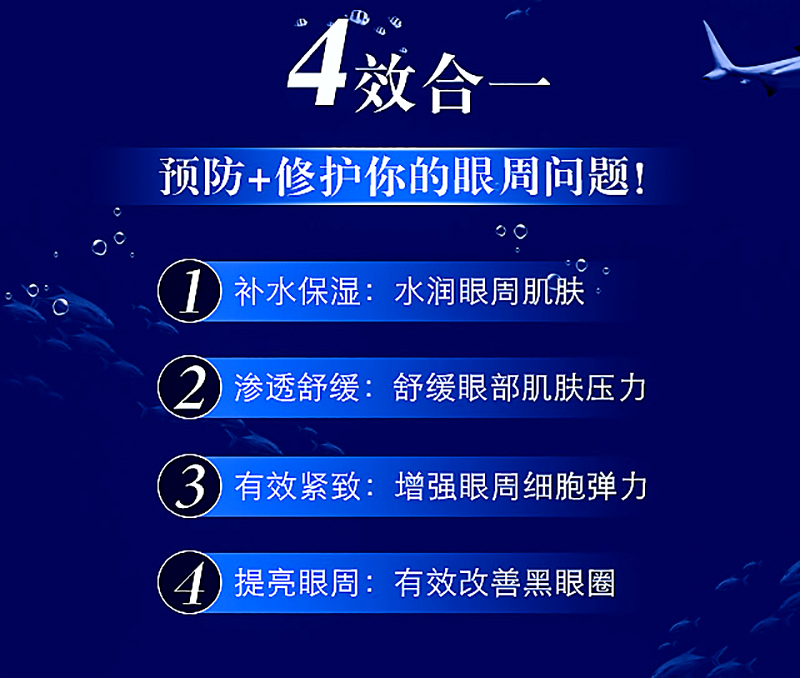 4效合一
预防+修护你的眼周问题!
1 补水保湿：水润眼周肌肤
2 渗透舒缓：舒缓眼部肌肤压力
3 有效紧致：增强眼周细胞弹力
4 提亮眼周：有效改善黑眼圈